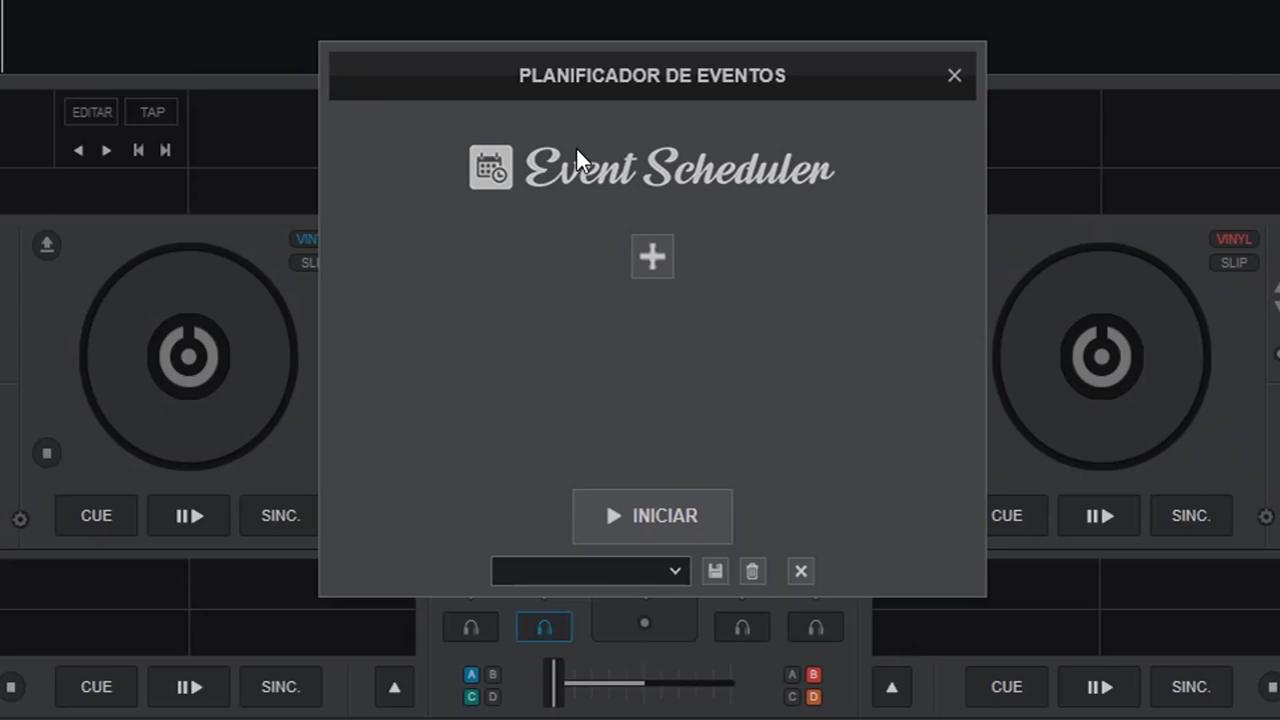 PLANIFICADOR DE EVENTOS
EDITAR TAP
Event Scheduler
VINYL
SLIP
CUE SINC.
INICIAR
CUE SINC.
A B
C D
A B
C D
CUE SINC.
CUE SINC.